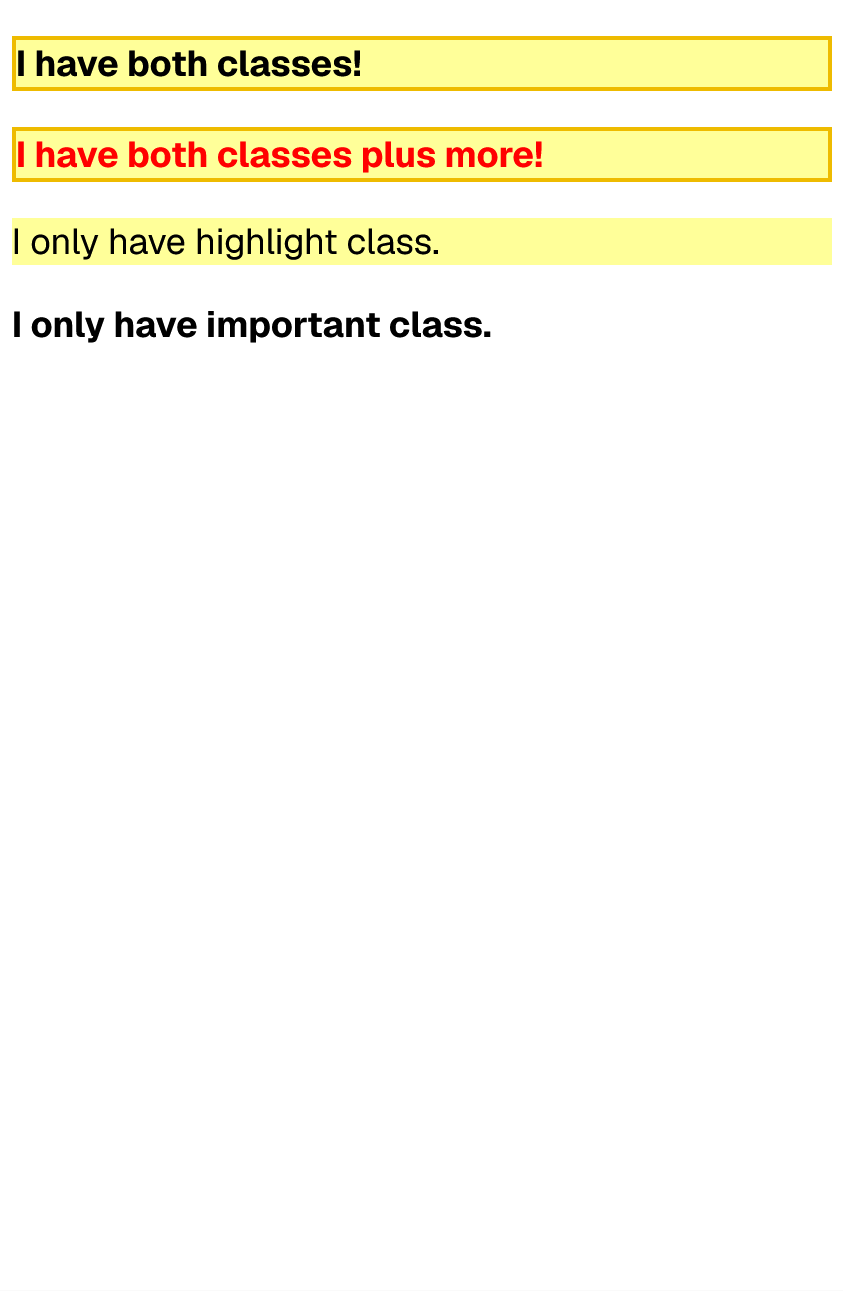 I have both classes!
I have both classes plus more!
I only have highlight class.
I only have important class.